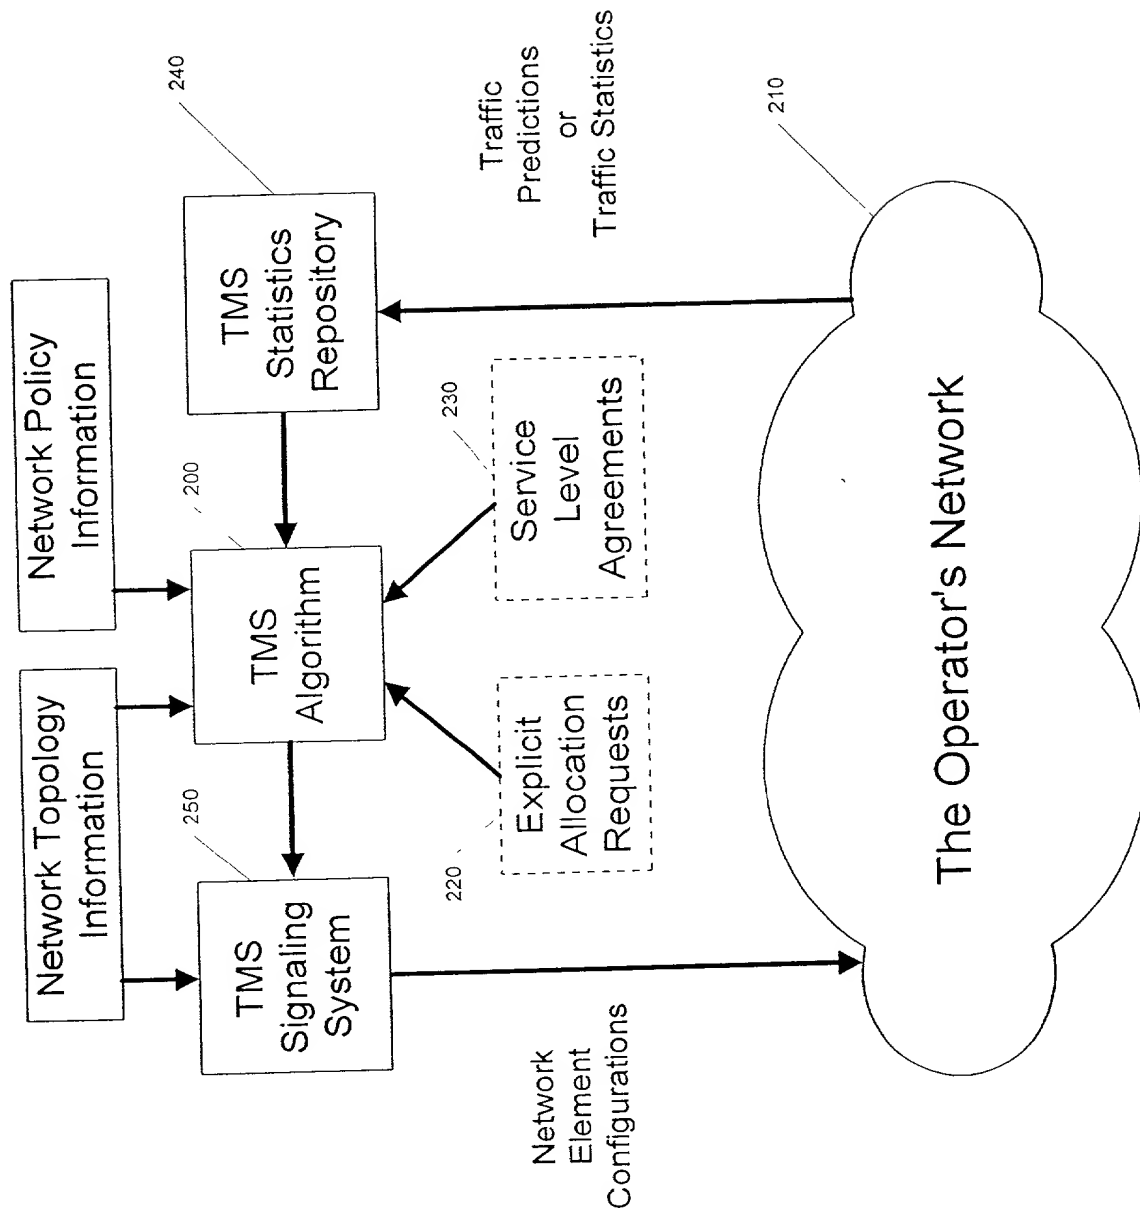 Network Topology
Information
Network Policy
Information
250
200
240
TMS
Signaling
System
TMS
Algorithm
TMS
Statistics
Repository
220
230
Network
Element
Configurations
Explicit
Allocation
Requests
Service
Level
Agreements
Traffic
Predictions
or
Traffic Statistics
210
The Operator's Network